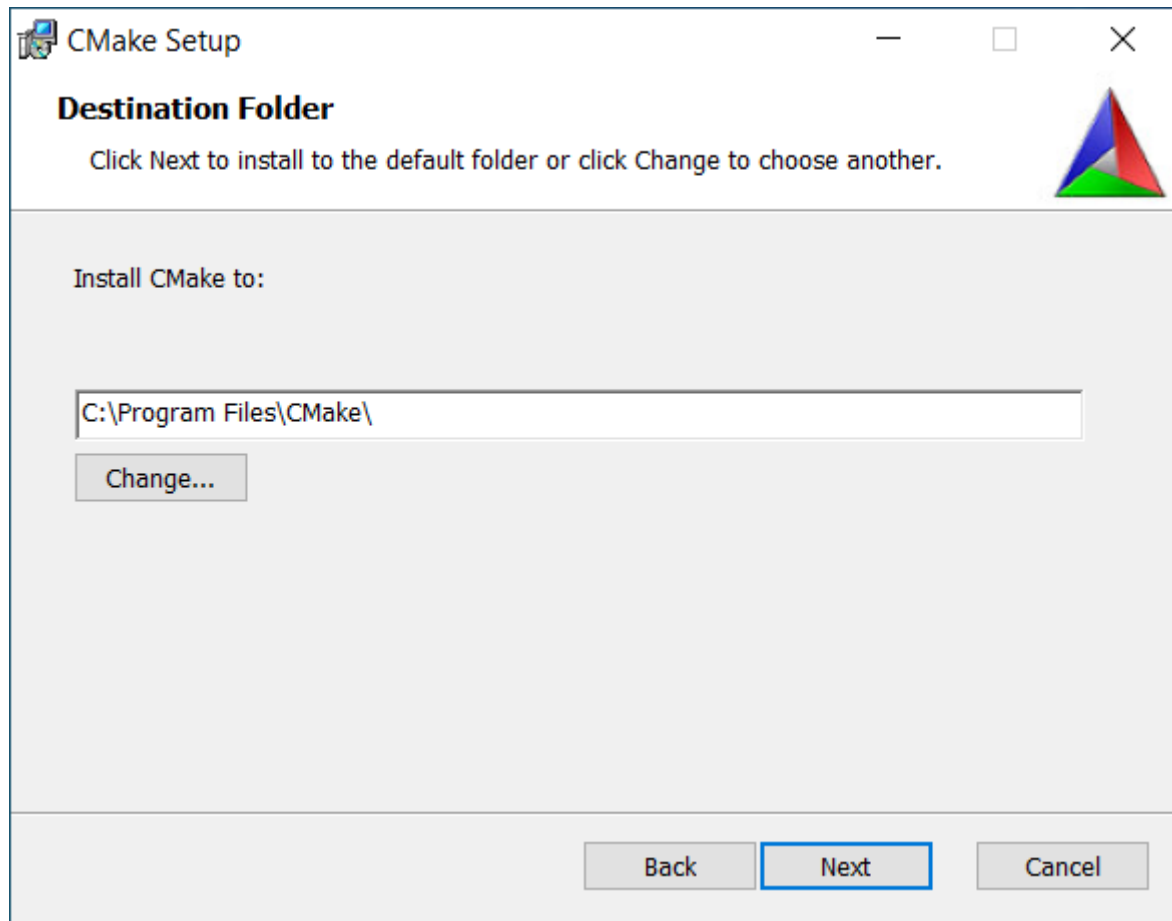 CMake Setup
Destination Folder
Click Next to install to the default folder or click Change to choose another.
Install CMake to:
C:\Program Files\CMake\
Change...
Back Next Cancel